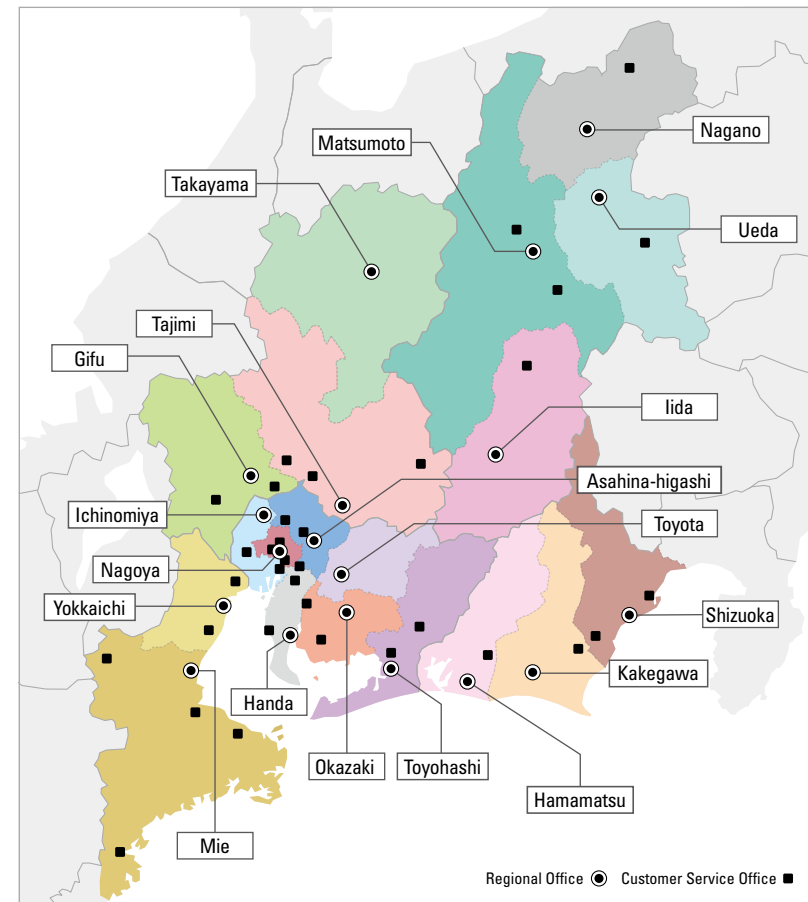 Nagano
Matsumoto
Takayama
Ueda
Tajimi
Gifu
Iida
Asahina-higashi
Ichinomiya
Toyota
Nagoya
Yokkaichi
Shizuoka
Kakegawa
Handa
Okazaki
Toyohashi
Hamamatsu
Mie
Regional Office
Customer Service Office